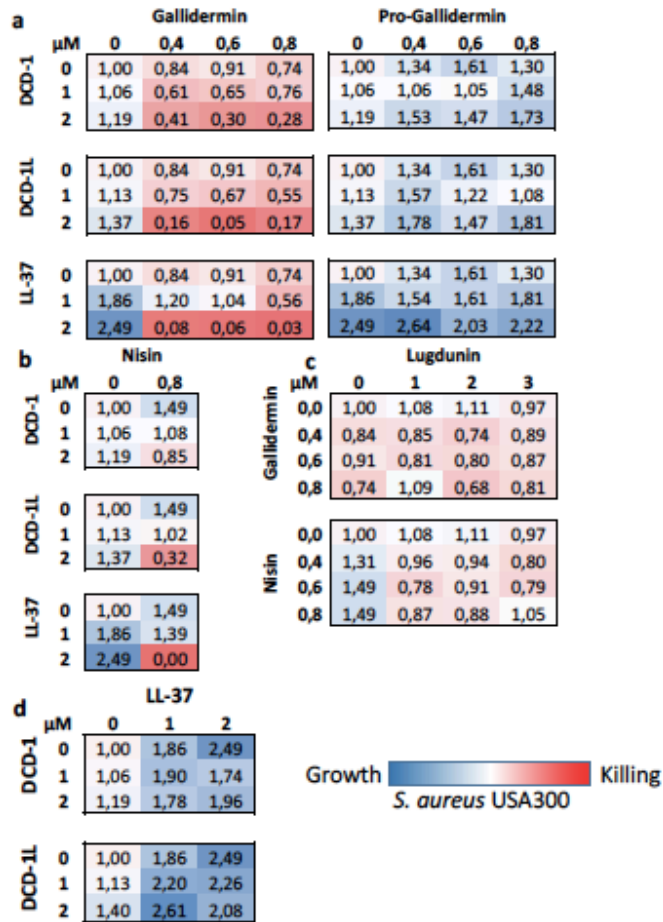 a Gallidermin Pro-Gallidermin
µM 0 0,4 0,6 0,8 0 0,4 0,6 0,8
DCD-1
0 1,00 0,84 0,91 0,74 1,00 1,34 1,61 1,30
1 1,06 0,61 0,65 0,76 1,06 1,06 1,05 1,48
2 1,19 0,41 0,30 0,28 1,19 1,53 1,47 1,73
DCD-1L
0 1,00 0,84 0,91 0,74 1,00 1,34 1,61 1,30
1 1,13 0,75 0,67 0,55 1,13 1,57 1,22 1,08
2 1,37 0,16 0,05 0,17 1,37 1,78 1,47 1,81
LL-37
0 1,00 0,84 0,91 0,74 1,00 1,34 1,61 1,30
1 1,86 1,20 1,04 0,56 1,86 1,54 1,61 1,81
2 2,49 0,08 0,06 0,03 2,49 2,64 2,03 2,22
b Nisin
µM 0 0,8
DCD-1
0 1,00 1,49
1 1,06 1,08
2 1,19 0,85
DCD-1L
0 1,00 1,49
1 1,13 1,02
2 1,37 0,32
LL-37
0 1,00 1,49
1 1,86 1,39
2 2,49 0,00
c Lugdunin
µM 0 1 2 3
Gallidermin
0,0 1,00 1,08 1,11 0,97
0,4 0,84 0,85 0,74 0,89
0,6 0,91 0,81 0,80 0,87
0,8 0,74 1,09 0,68 0,81
Nisin
0,0 1,00 1,08 1,11 0,97
0,4 1,31 0,96 0,94 0,80
0,6 1,49 0,78 0,91 0,79
0,8 1,49 0,87 0,88 1,05
d LL-37
µM 0 1 2
DCD-1
0 1,00 1,86 2,49
1 1,06 1,90 1,74
2 1,19 1,78 1,96
DCD-1L
0 1,00 1,86 2,49
1 1,13 2,20 2,26
2 1,40 2,61 2,08
Growth Killing
S. aureus USA300